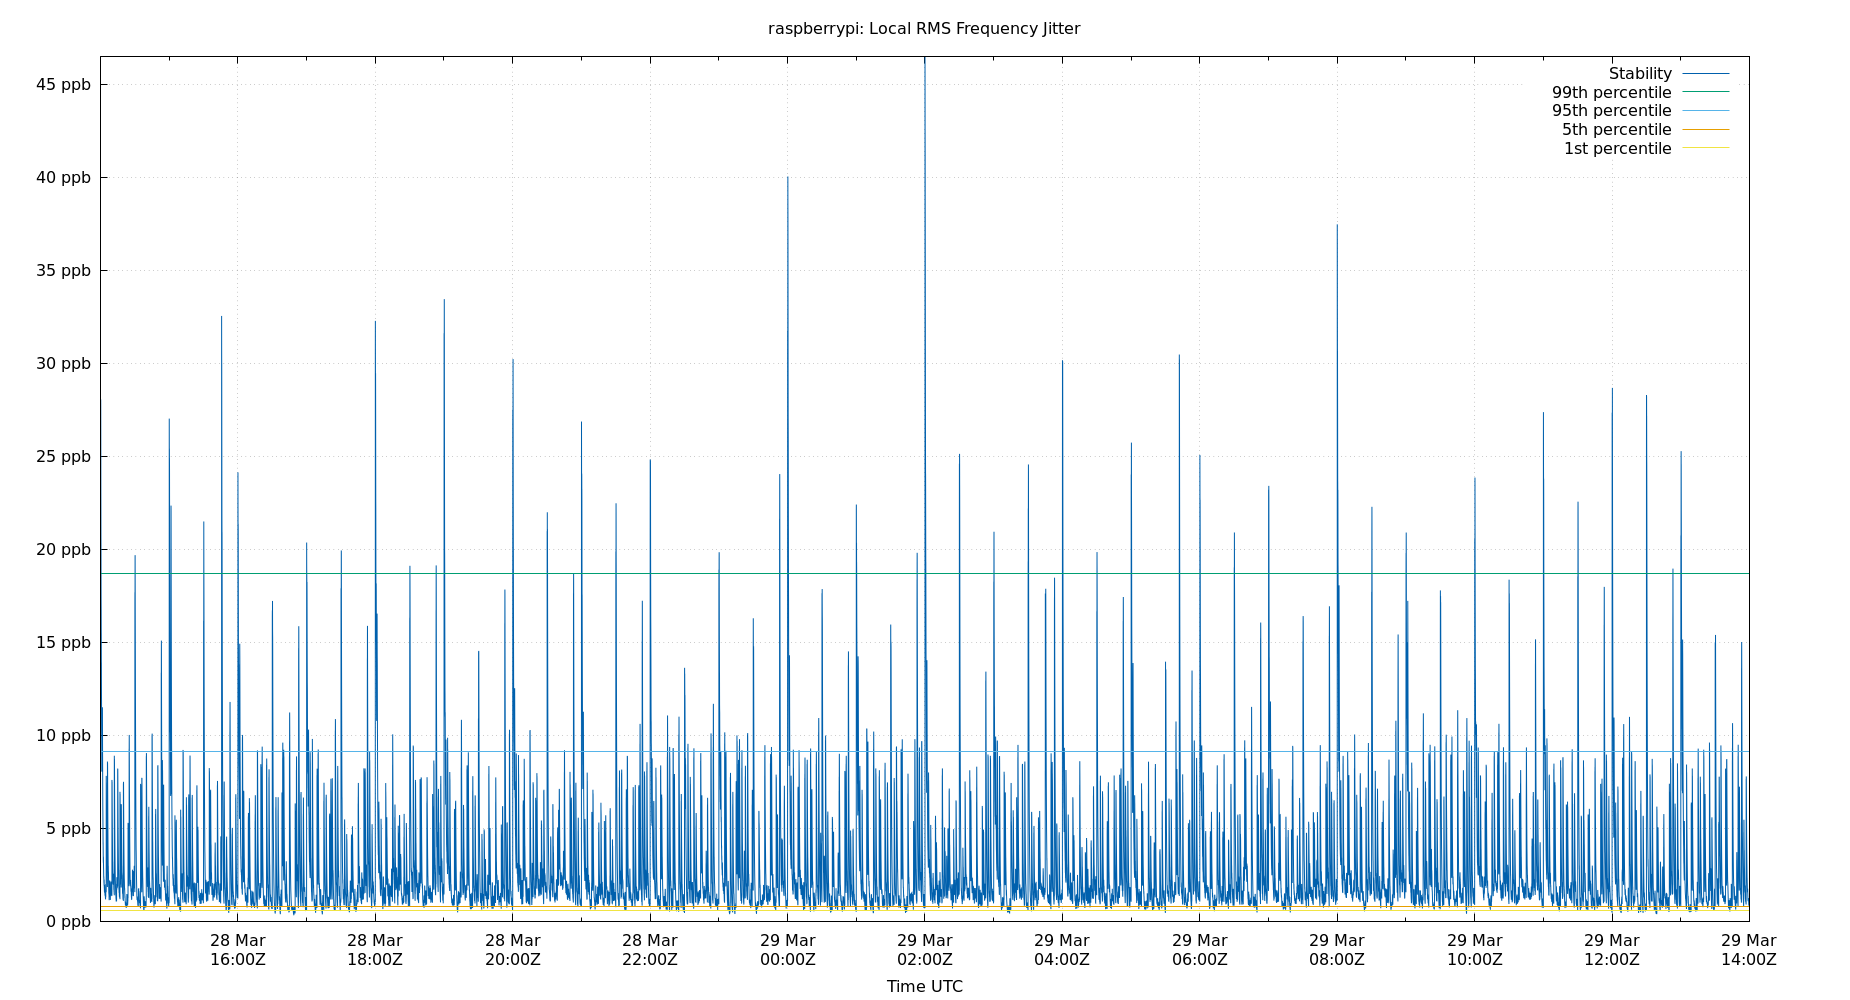 raspberrypi: Local RMS Frequency Jitter
Stability
99th percentile
95th percentile
5th percentile
1st percentile
45 ppb
40 ppb
35 ppb
30 ppb
25 ppb
20 ppb
15 ppb
10 ppb
5 ppb
0 ppb
28 Mar 28 Mar 28 Mar 28 Mar 29 Mar 29 Mar 29 Mar 29 Mar 29 Mar 29 Mar 29 Mar 29 Mar
16:00Z 18:00Z 20:00Z 22:00Z 00:00Z 02:00Z 04:00Z 06:00Z 08:00Z 10:00Z 12:00Z 14:00Z
Time UTC